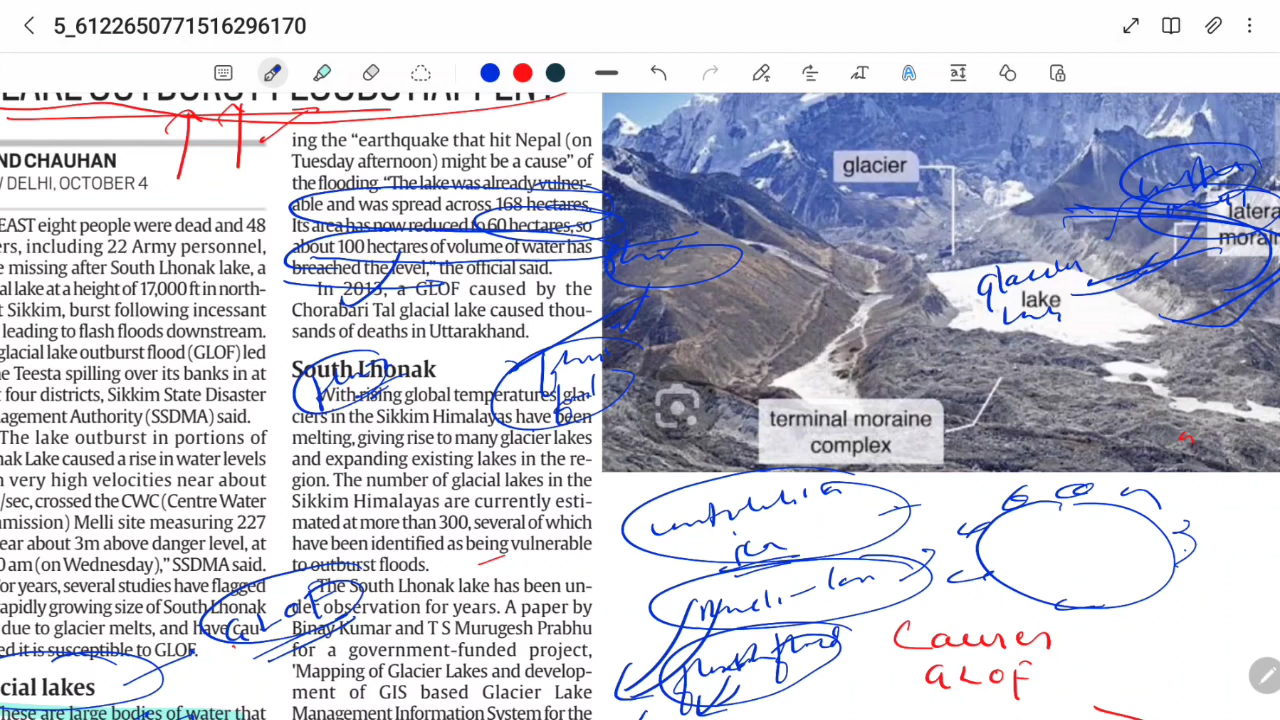 5_6122650771516296170
LAKE OUTBURST FLOODS HAPPEN?
ND CHAUHAN
/ DELHI, OCTOBER 4
EAST eight people were dead and 48
ers, including 22 Army personnel,
e missing after South Lhonak lake, a
al lake at a height of 17,000 ft in north-
t Sikkim, burst following incessant
leading to flash floods downstream.
glacial lake outburst flood (GLOF) led
he Teesta spilling over its banks in at
t four districts, Sikkim State Disaster
agement Authority (SSDMA) said.
The lake outburst in portions of
nak Lake caused a rise in water levels
h very high velocities near about
/sec, crossed the CWC (Centre Water
mmission) Melli site measuring 227
ear about 3m above danger level, at
0 am (on Wednesday)," SSDMA said.
For years, several studies have flagged
rapidly growing size of South Lhonak
due to glacier melts, and have cau-
ed it is susceptible to GLOF.
GLOF
cial lakes
hese are large bodies of water that
ing the "earthquake that hit Nepal (on
Tuesday afternoon) might be a cause" of
the flooding. "The lake was already vulner-
able and was spread across 168 hectares.
Its area has now reduced to 60 hectares, so
about 100 hectares of volume of water has
breached the level," the official said.
In 2013, a GLOF caused by the
Chorabari Tal glacial lake caused thou-
sands of deaths in Uttarakhand.
South Lhonak
With rising global temperatures, gla-
ciers in the Sikkim Himalayas have been
melting, giving rise to many glacier lakes
and expanding existing lakes in the re-
gion. The number of glacial lakes in the
Sikkim Himalayas are currently esti-
mated at more than 300, several of which
have been identified as being vulnerable
to outburst floods.
The South Lhonak lake has been un-
der observation for years. A paper by
Binay Kumar and T S Murugesh Prabhu
for a government-funded project,
'Mapping of Glacier Lakes and develop-
ment of GIS based Glacier Lake
Management Information System for the
glacier
latera
morain
glacier
lake
lake
terminal moraine
complex
Causes
GLOF